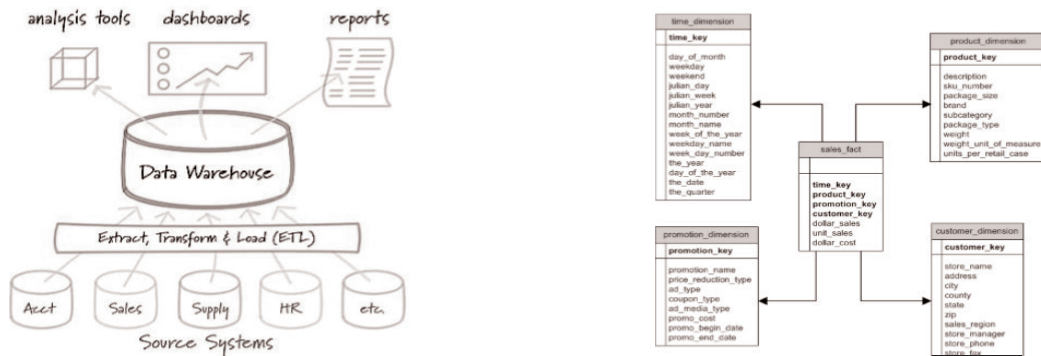 analysis tools
dashboards
reports
Data Warehouse
Extract, Transform & Load (ETL)
Acct
Sales
Supply
HR
etc.
Source Systems
time_dimension
time_key
day_of_month
weekday
weekend
julian_day
julian_week
julian_year
month_number
month_name
week_of_the_year
weekday_name
week_day_number
the_year
day_of_the_year
the_date
the_quarter
product_dimension
product_key
description
sku_number
package_size
brand
subcategory
package_type
weight
weight_unit_of_measure
units_per_retail_case
sales_fact
time_key
product_key
promotion_key
customer_key
dollar_sales
unit_sales
dollar_cost
promotion_dimension
promotion_key
promotion_name
price_reduction_type
ad_type
coupon_type
ad_media_type
promo_cost
promo_begin_date
promo_end_date
customer_dimension
customer_key
store_name
address
city
county
state
zip
sales_region
store_manager
store_phone
store_fax